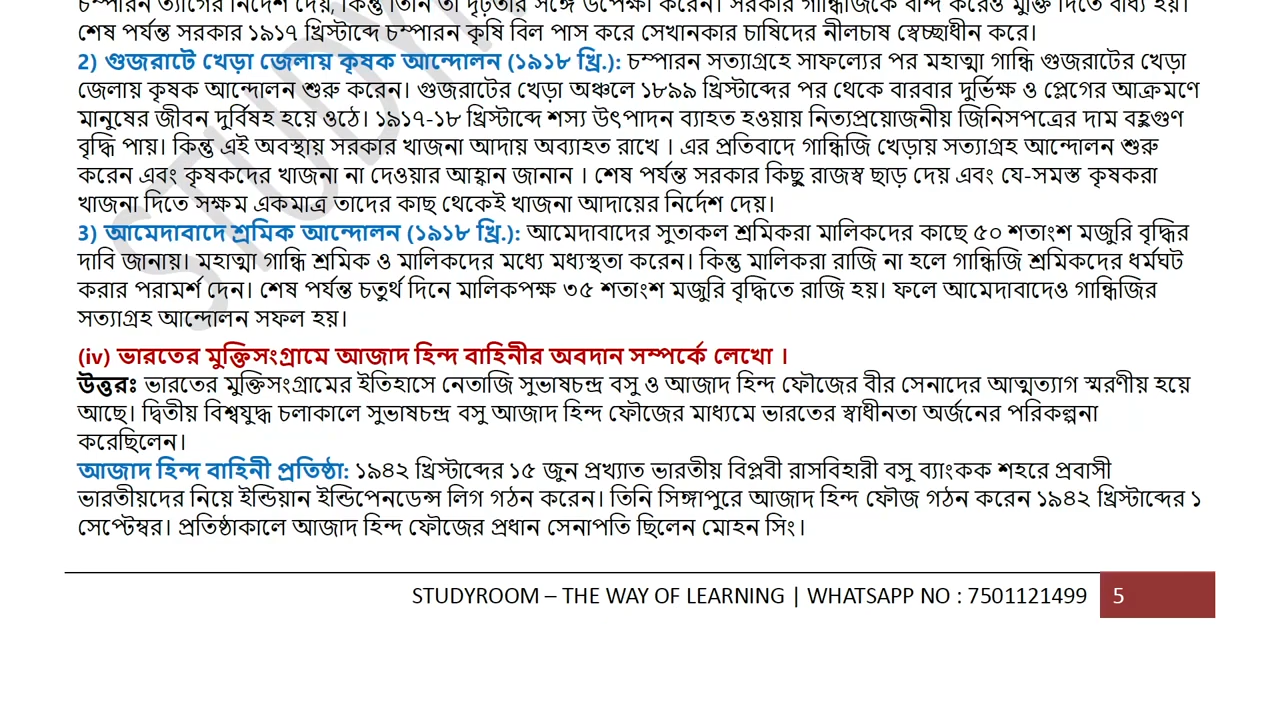 চম্পারন ত্যাগের নির্দেশ দেয়, কিন্তু তিনি তা দৃঢ়তার সঙ্গে উপেক্ষা করেন। সরকার গান্ধিজিকে বন্দি করেও মুক্তি দিতে বাধ্য হয়।
শেষ পর্যন্ত সরকার ১৯১৭ খ্রিস্টাব্দে চম্পারন কৃষি বিল পাস করে সেখানকার চাষিদের নীলচাষ স্বেচ্ছাধীন করে।
2) গুজরাটে খেড়া জেলায় কৃষক আন্দোলন (১৯১৮ খ্রি.): চম্পারন সত্যাগ্রহে সাফল্যের পর মহাত্মা গান্ধি গুজরাটের খেড়া
জেলায় কৃষক আন্দোলন শুরু করেন। গুজরাটের খেড়া অঞ্চলে ১৮৯৯ খ্রিস্টাব্দের পর থেকে বারবার দুর্ভিক্ষ ও প্লেগের আক্রমণে
মানুষের জীবন দুর্বিষহ হয়ে ওঠে। ১৯১৭-১৮ খ্রিস্টাব্দে শস্য উৎপাদন ব্যাহত হওয়ায় নিত্যপ্রয়োজনীয় জিনিসপত্রের দাম বহুগুণ
বৃদ্ধি পায়। কিন্তু এই অবস্থায় সরকার খাজনা আদায় অব্যাহত রাখে । এর প্রতিবাদে গান্ধিজি খেড়ায় সত্যাগ্রহ আন্দোলন শুরু
করেন এবং কৃষকদের খাজনা না দেওয়ার আহ্বান জানান । শেষ পর্যন্ত সরকার কিছু রাজস্ব ছাড় দেয় এবং যে-সমস্ত কৃষকরা
খাজনা দিতে সক্ষম একমাত্র তাদের কাছ থেকেই খাজনা আদায়ের নির্দেশ দেয়।
3) আমেদাবাদে শ্রমিক আন্দোলন (১৯১৮ খ্রি.): আমেদাবাদের সুতাকল শ্রমিকরা মালিকদের কাছে ৫০ শতাংশ মজুরি বৃদ্ধির
দাবি জানায়। মহাত্মা গান্ধি শ্রমিক ও মালিকদের মধ্যে মধ্যস্থতা করেন। কিন্তু মালিকরা রাজি না হলে গান্ধিজি শ্রমিকদের ধর্মঘট
করার পরামর্শ দেন। শেষ পর্যন্ত চতুর্থ দিনে মালিকপক্ষ ৩৫ শতাংশ মজুরি বৃদ্ধিতে রাজি হয়। ফলে আমেদাবাদেও গান্ধিজির
সত্যাগ্রহ আন্দোলন সফল হয়।
(iv) ভারতের মুক্তিসংগ্রামে আজাদ হিন্দ বাহিনীর অবদান সম্পর্কে লেখো ।
উত্তরঃ ভারতের মুক্তিসংগ্রামের ইতিহাসে নেতাজি সুভাষচন্দ্র বসু ও আজাদ হিন্দ ফৌজের বীর সেনাদের আত্মত্যাগ স্মরণীয় হয়ে
আছে। দ্বিতীয় বিশ্বযুদ্ধ চলাকালে সুভাষচন্দ্র বসু আজাদ হিন্দ ফৌজের মাধ্যমে ভারতের স্বাধীনতা অর্জনের পরিকল্পনা
করেছিলেন।
আজাদ হিন্দ বাহিনী প্রতিষ্ঠা: ১৯৪২ খ্রিস্টাব্দের ১৫ জুন প্রখ্যাত ভারতীয় বিপ্লবী রাসবিহারী বসু ব্যাংকক শহরে প্রবাসী
ভারতীয়দের নিয়ে ইন্ডিয়ান ইন্ডিপেনডেন্স লিগ গঠন করেন। তিনি সিঙ্গাপুরে আজাদ হিন্দ ফৌজ গঠন করেন ১৯৪২ খ্রিস্টাব্দের ১
সেপ্টেম্বর। প্রতিষ্ঠাকালে আজাদ হিন্দ ফৌজের প্রধান সেনাপতি ছিলেন মোহন সিং।
STUDYROOM – THE WAY OF LEARNING | WHATSAPP NO : 7501121499 5